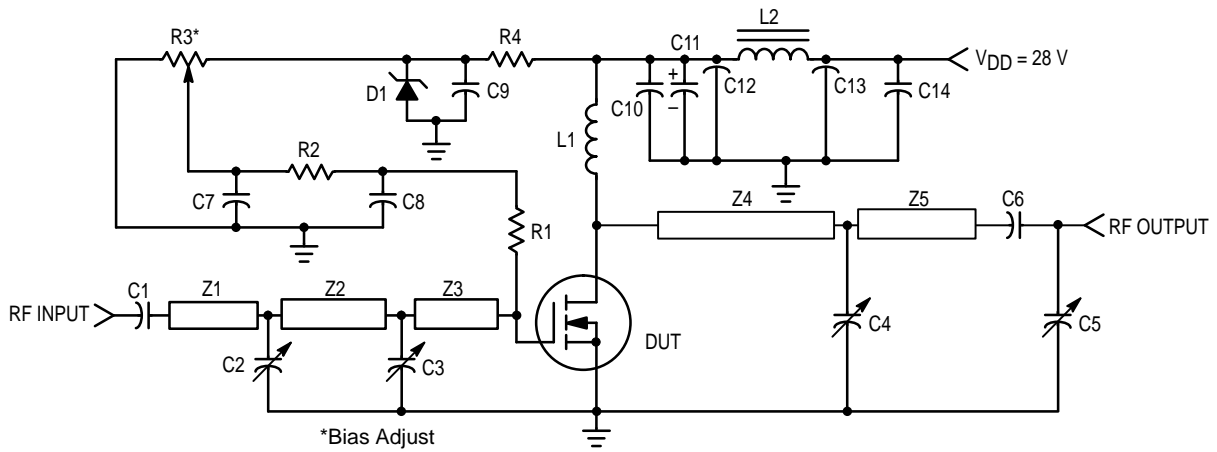 L2
R3*
R4
C11
V_DD = 28 V
+
–
D1
C9
C10
C12
C13
C14
L1
R2
C7
C8
R1
Z4
Z5
C6
RF OUTPUT
C1
Z1
Z2
Z3
RF INPUT
C2
C3
DUT
C4
C5
*Bias Adjust